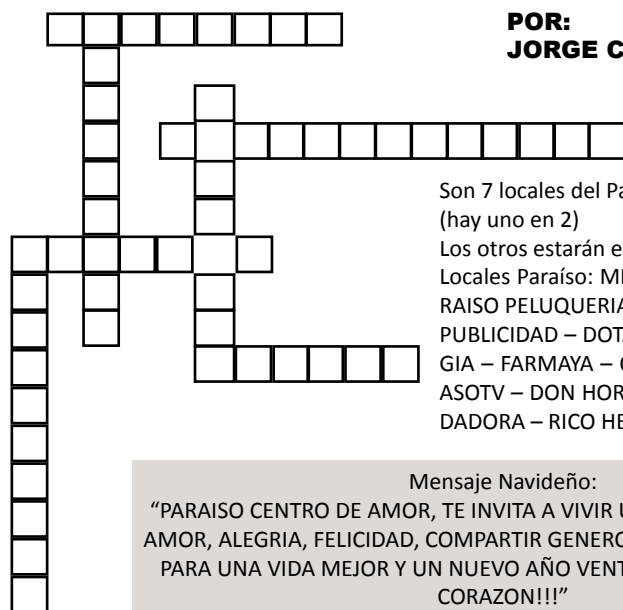 POR:
JORGE C
Son 7 locales del Pa
(hay uno en 2)
Los otros estarán e
Locales Paraíso: M
RAISO PELUQUERIA
PUBLICIDAD – DOT
GIA – FARMAYA –
ASOTV – DON HOR
DADORA – RICO HE
Mensaje Navideño:
“PARAISO CENTRO DE AMOR, TE INVITA A VIVIR
AMOR, ALEGRIA, FELICIDAD, COMPARTIR GENERO
PARA UNA VIDA MEJOR Y UN NUEVO AÑO VENT
CORAZON!!!”